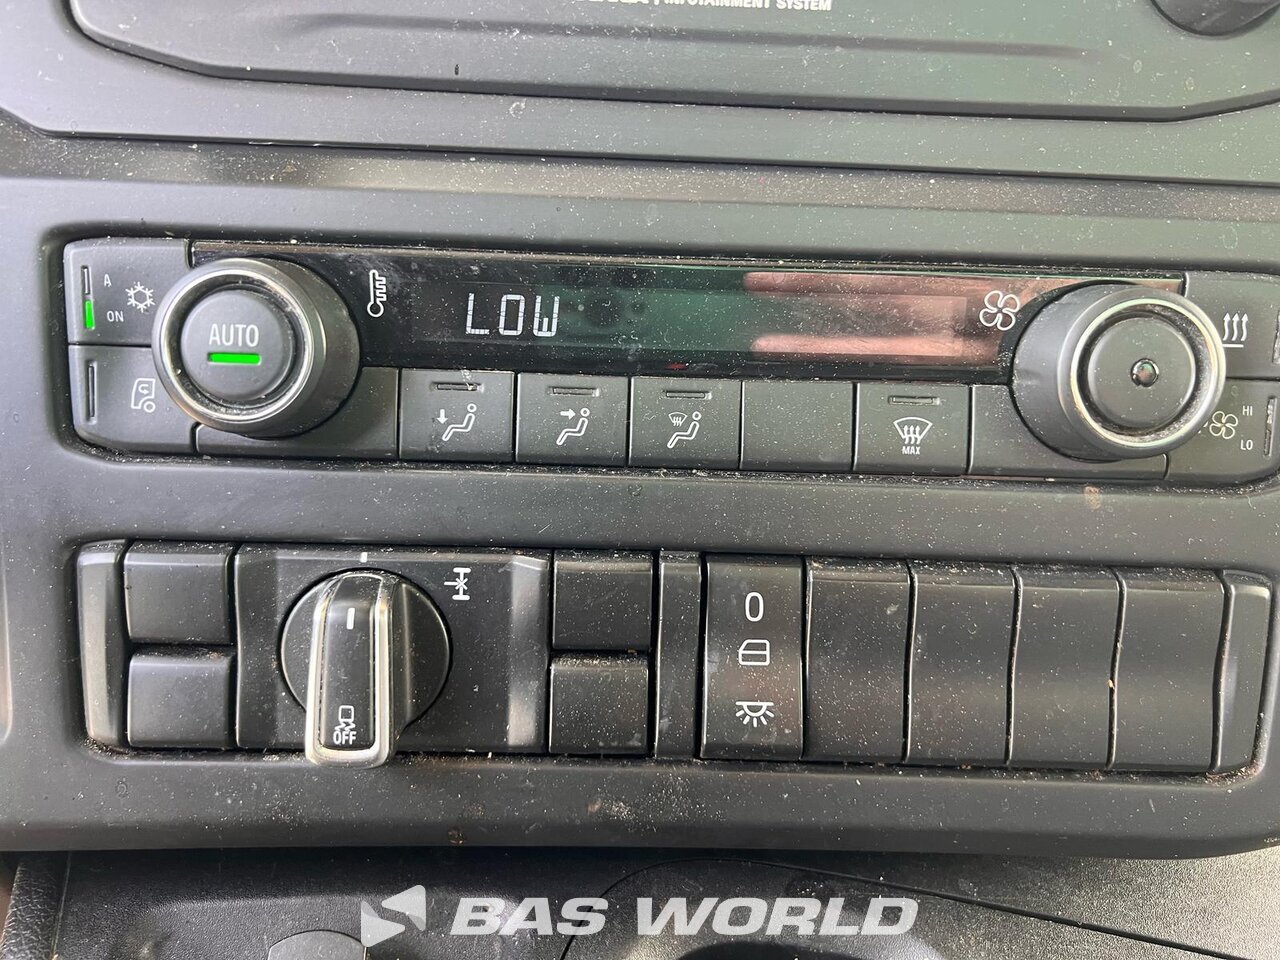 INFOTAINMENT SYSTEM
A
ON
AUTO
LOW
MAX
HI
LO
OFF
0
BAS WORLD